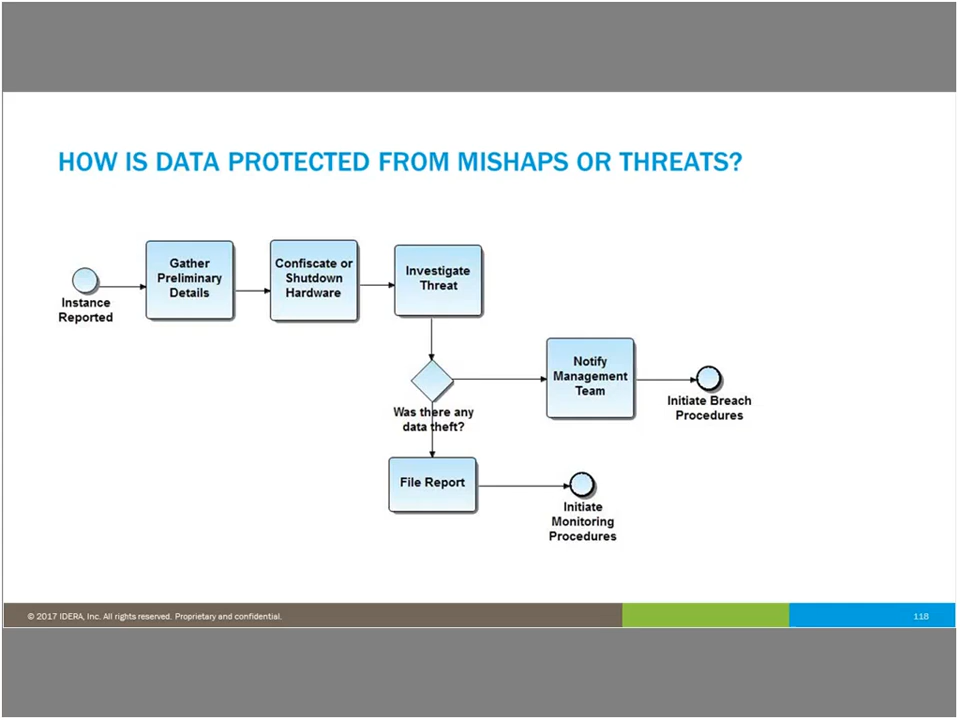 HOW IS DATA PROTECTED FROM MISHAPS OR THREATS?
Instance
Reported
Gather
Preliminary
Details
Confiscate or
Shutdown
Hardware
Investigate
Threat
Was there any
data theft?
Notify
Management
Team
Initiate Breach
Procedures
File Report
Initiate
Monitoring
Procedures
© 2017 IDERA, Inc. All rights reserved. Proprietary and confidential.
118